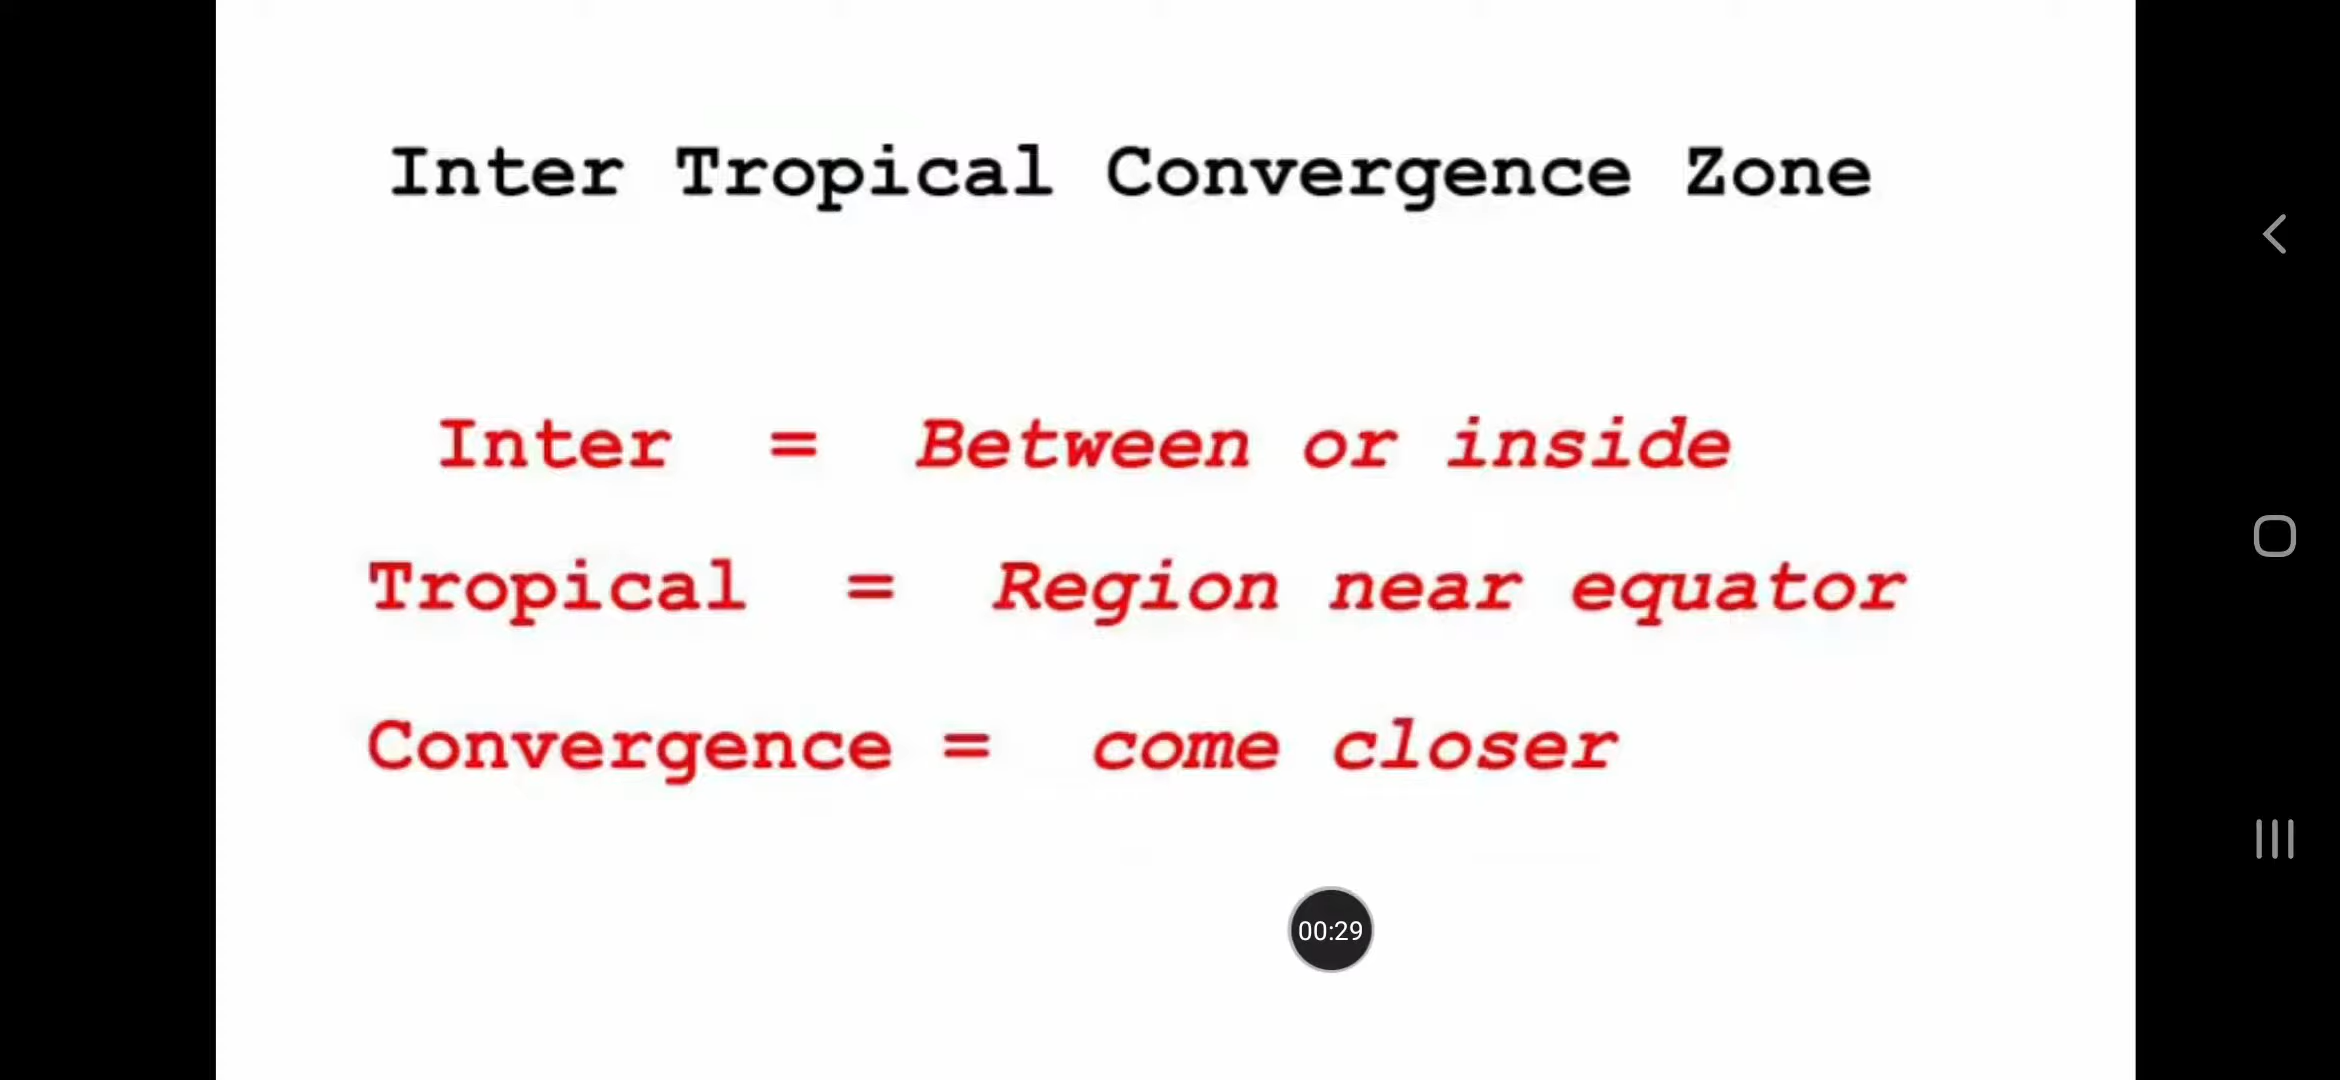 Inter Tropical Convergence Zone
Inter = Between or inside
Tropical = Region near equator
Convergence = come closer
00:29